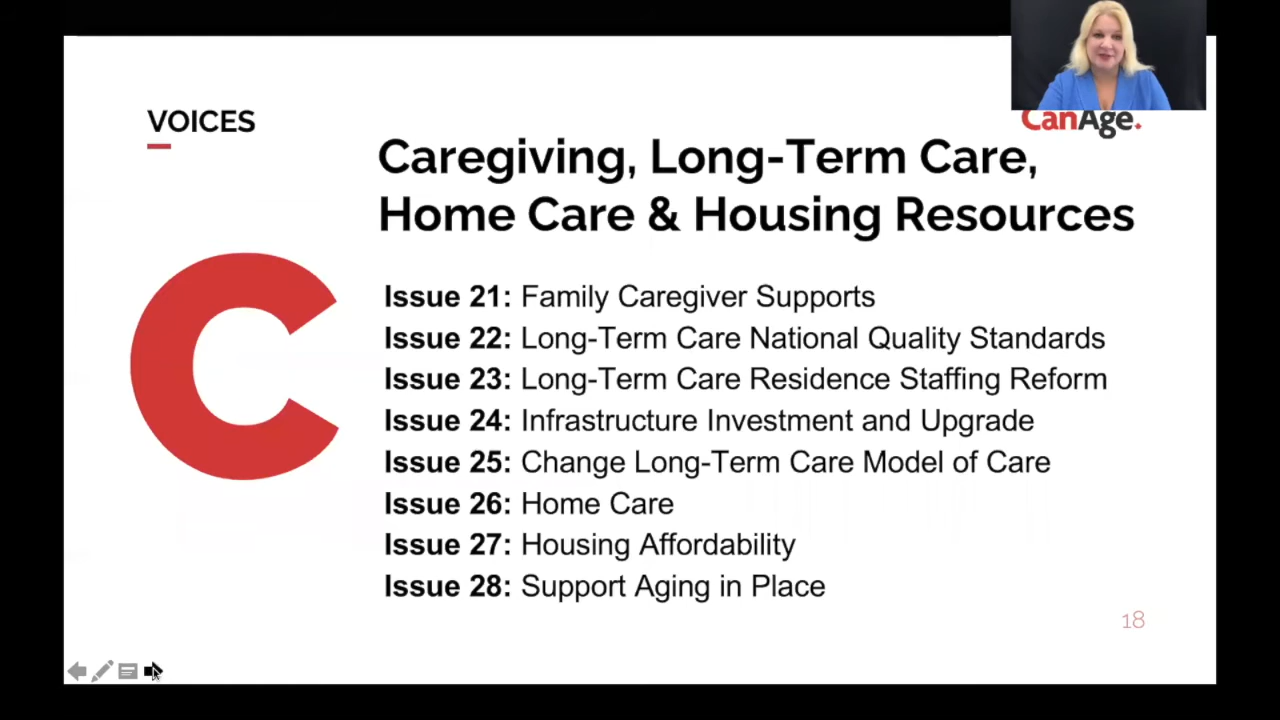 VOICES
CanAge.
Caregiving, Long-Term Care,
Home Care & Housing Resources
C
Issue 21: Family Caregiver Supports
Issue 22: Long-Term Care National Quality Standards
Issue 23: Long-Term Care Residence Staffing Reform
Issue 24: Infrastructure Investment and Upgrade
Issue 25: Change Long-Term Care Model of Care
Issue 26: Home Care
Issue 27: Housing Affordability
Issue 28: Support Aging in Place
18